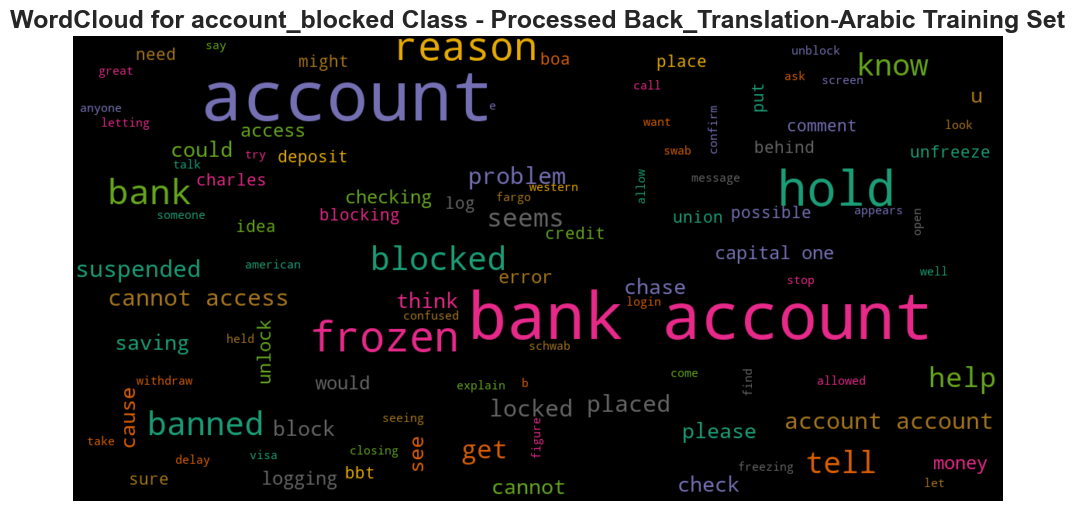 WordCloud for account_blocked Class - Processed Back_Translation-Arabic Training Set
say
need
reason
might
boa
place
unblock
know
great
ask
screen
call
put
u
account
e
anyone
letting
want
confirm
comment
look
access
could
try
deposit
swab
behind
unfreeze
talk
charles
problem
bank
western
checking
fargo
allow
message
hold
someone
blocking
log
seems
union
possible
appears
open
idea
credit
suspended
american
blocked
error
capital one
well
chase
stop
cannot access
think
confused
bank account
login
saving
held
unlock
frozen
schwab
withdraw
would
explain
b
come
find
allowed
help
cause
locked
placed
banned
block
seeing
figure
account account
please
take
see
get
closing
delay
visa
bbt
tell
money
freezing
sure
logging
cannot
check
let